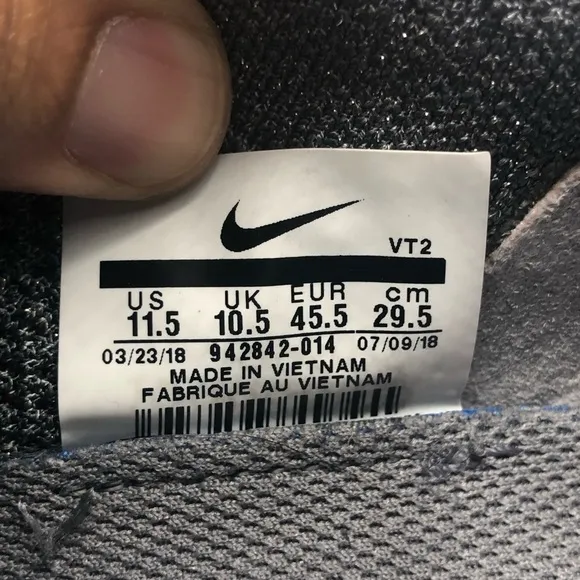 VT2
US UK EUR cm
11.5 10.5 45.5 29.5
03/23/18 942842-014 07/09/18
MADE IN VIETNAM
FABRIQUE AU VIETNAM